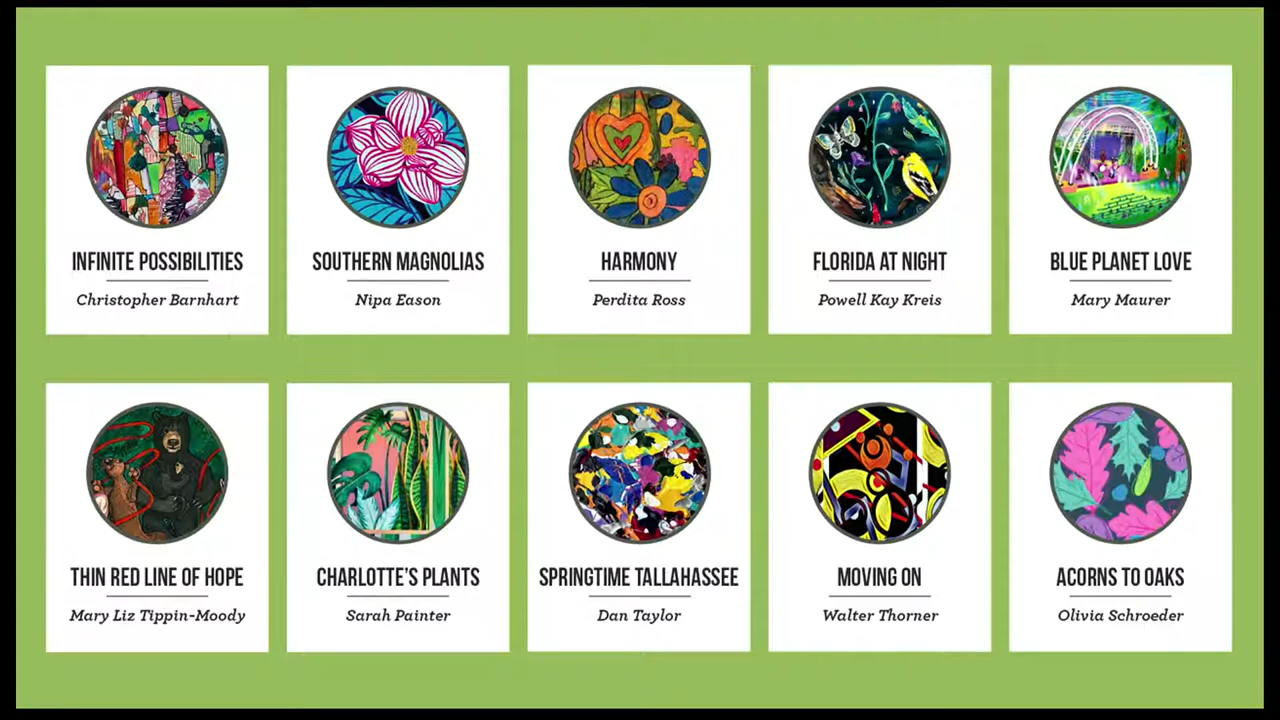 INFINITE POSSIBILITIES
Christopher Barnhart
SOUTHERN MAGNOLIAS
Nipa Eason
HARMONY
Perdita Ross
FLORIDA AT NIGHT
Powell Kay Kreis
BLUE PLANET LOVE
Mary Maurer
THIN RED LINE OF HOPE
Mary Liz Tippin-Moody
CHARLOTTE'S PLANTS
Sarah Painter
SPRINGTIME TALLAHASSEE
Dan Taylor
MOVING ON
Walter Thorner
ACORNS TO OAKS
Olivia Schroeder